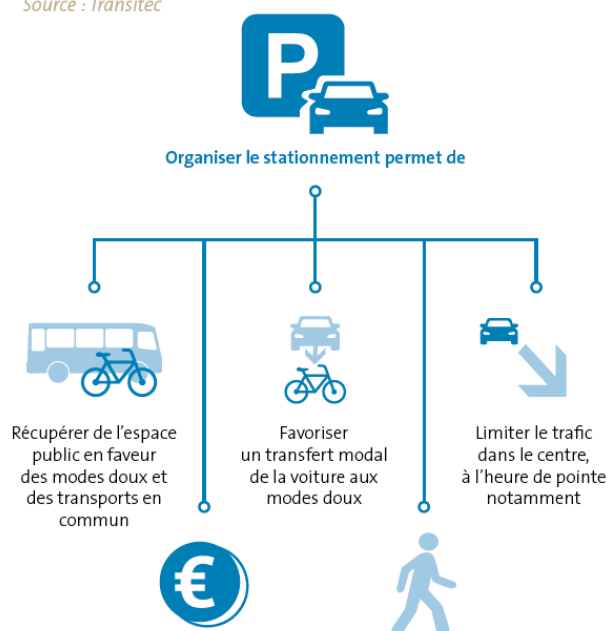 Source : Transitec
P
Organiser le stationnement permet de
Récupérer de l'espace
public en faveur
des modes doux et
des transports en
commun
Favoriser
un transfert modal
de la voiture aux
modes doux
Limiter le trafic
dans le centre,
à l'heure de pointe
notamment
€